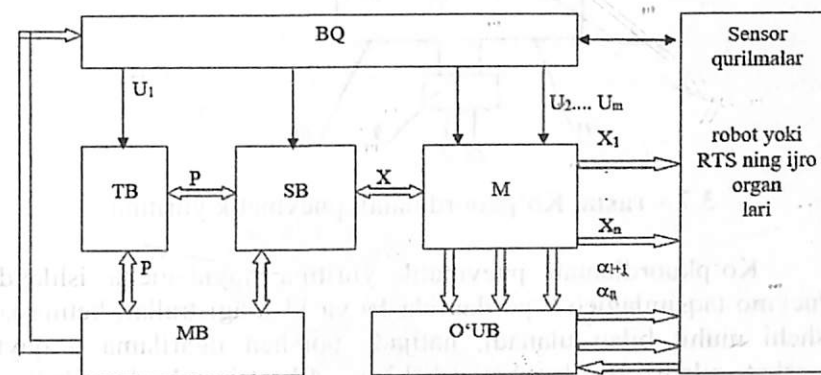 BQ
Sensor
qurilmalar
U₁
U₂.... Uₘ
X₁
robot yoki
RTS ning ijro
organ
lari
TB
P
SB
X
M
Xₙ
P
αₗ₊₁
αₙ
MB
O‘UB